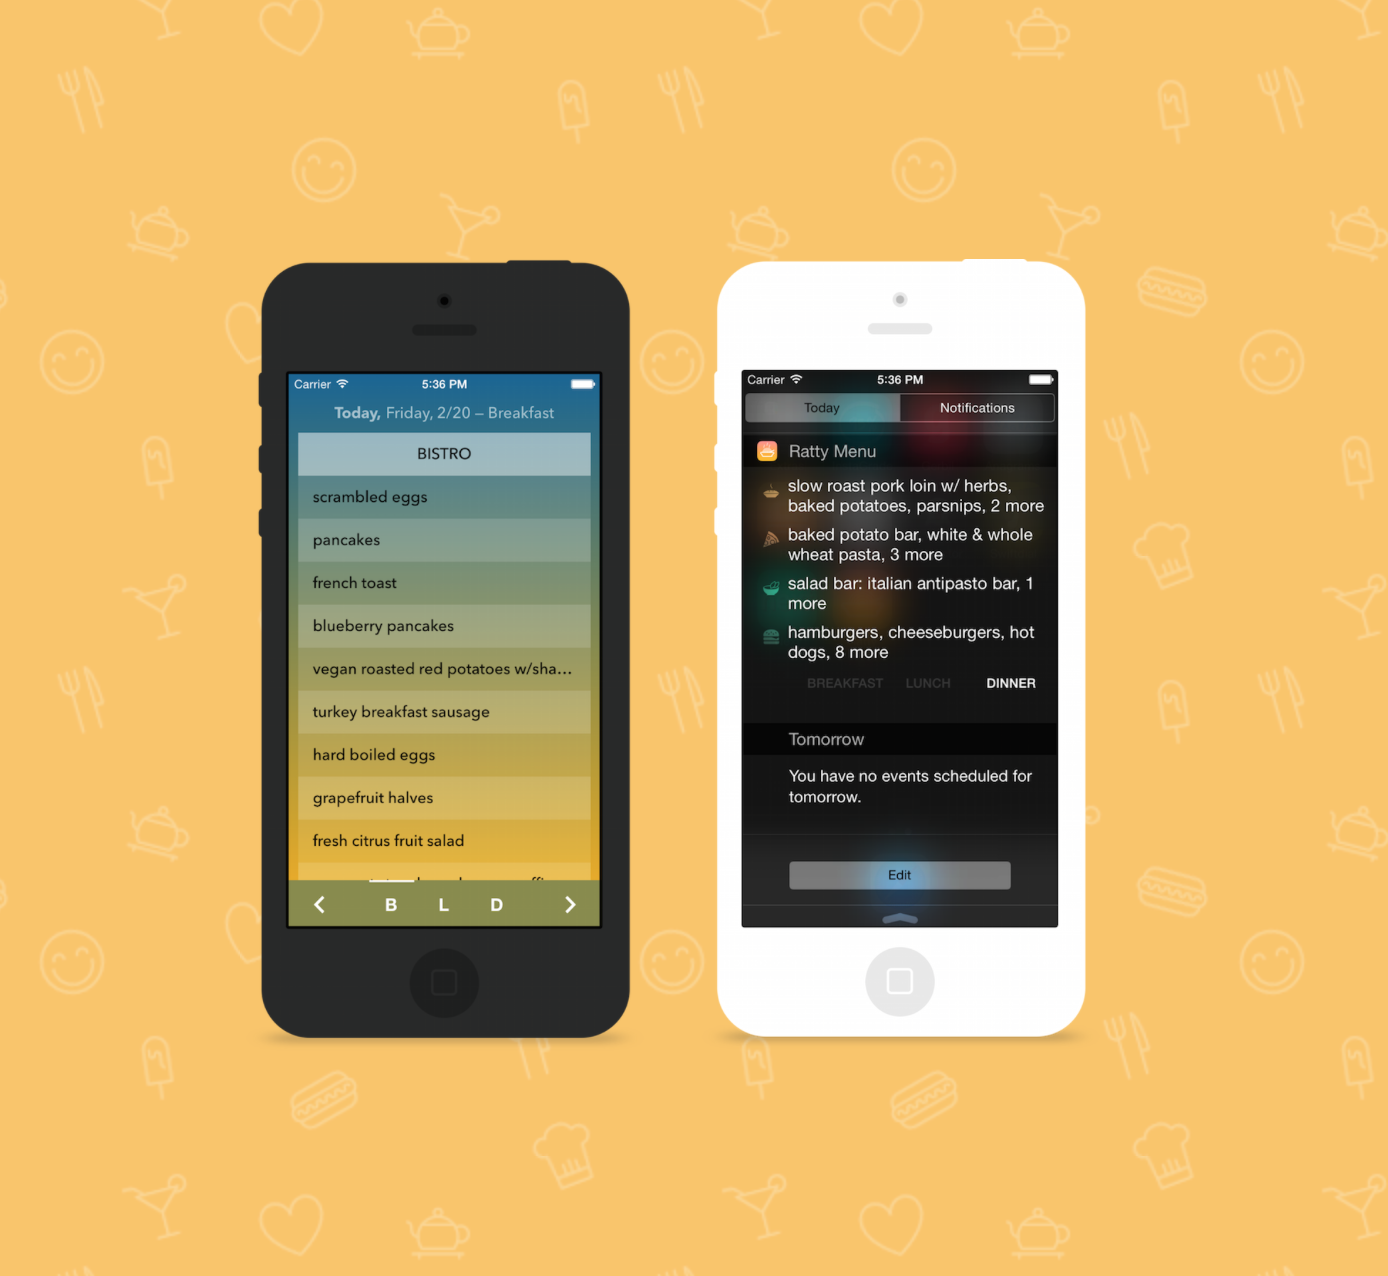 Carrier 5:36 PM
Today, Friday, 2/20 – Breakfast
BISTRO
scrambled eggs
pancakes
french toast
blueberry pancakes
vegan roasted red potatoes w/sha...
turkey breakfast sausage
hard boiled eggs
grapefruit halves
fresh citrus fruit salad
B L D
Carrier 5:36 PM
Today Notifications
Ratty Menu
slow roast pork loin w/ herbs,
baked potatoes, parsnips, 2 more
baked potato bar, white & whole
wheat pasta, 3 more
salad bar: italian antipasto bar, 1
more
hamburgers, cheeseburgers, hot
dogs, 8 more
BREAKFAST LUNCH DINNER
Tomorrow
You have no events scheduled for
tomorrow.
Edit